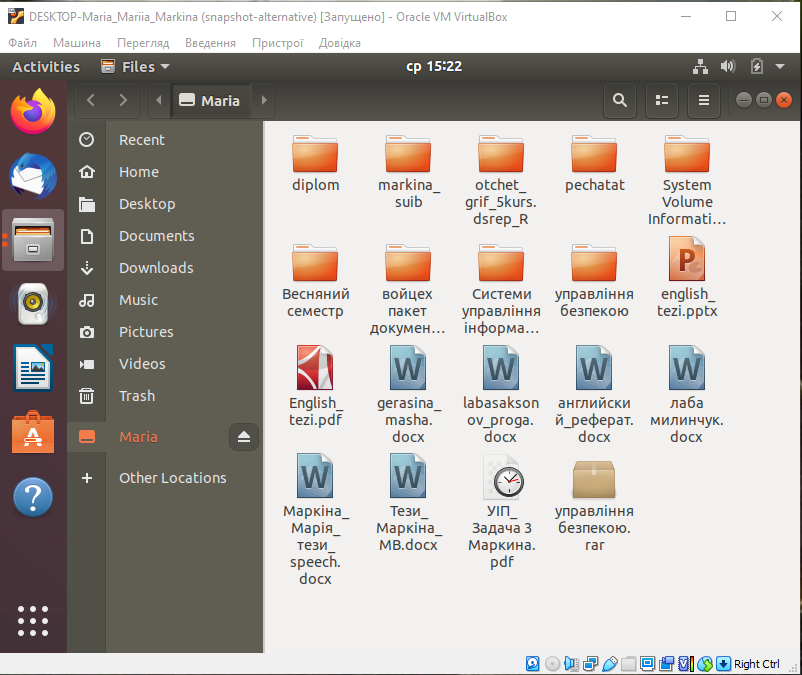 DESKTOP-Maria_Mariia_Markina (snapshot-alternative) [Запущено] - Oracle VM VirtualBox
Файл Машина Перегляд Введення Пристрої Довідка
Activities Files ср 15:22
Maria
Recent
Home
Desktop
Documents
Downloads
Music
Pictures
Videos
Trash
Maria
Other Locations
diplom
markina_
suib
otchet_
grif_5kurs.
dsrep_R
pechatat
System
Volume
Informati…
Весняний
семестр
войцех
пакет
докумен…
Системи
управління
інформа…
управління
безпекою
english_
tezi.pptx
English_
tezi.pdf
gerasina_
masha.
docx
labasakson
ov_proga.
docx
английски
й_реферат.
docx
лаба
милинчук.
docx
Маркіна_
Марія_
тези_
speech.
docx
Тези_
Маркіна_
МВ.docx
УІП_
Задача 3
Маркина.
pdf
управління
безпекою.
rar
Right Ctrl